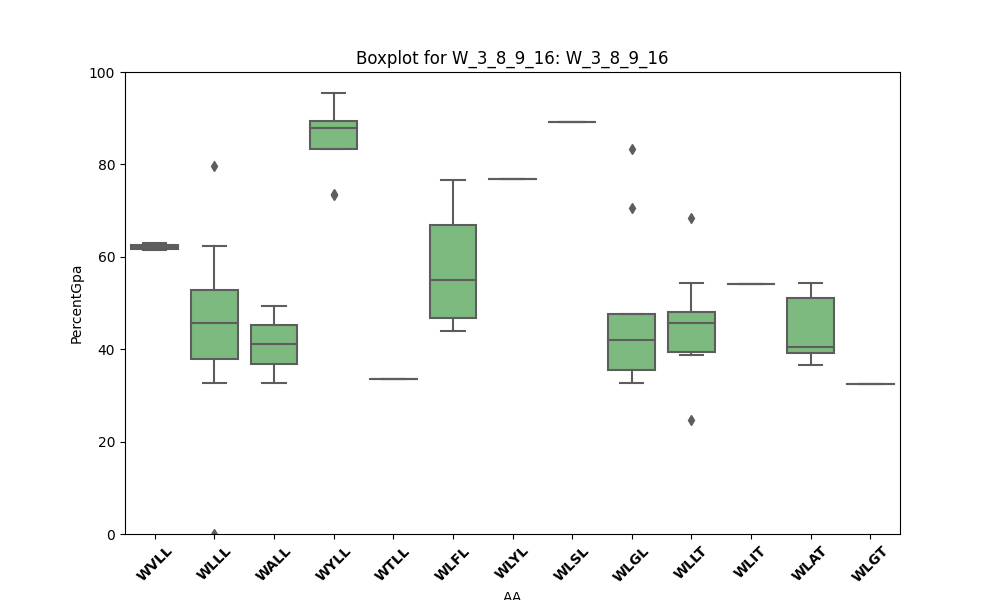 Boxplot for W_3_8_9_16: W_3_8_9_16
100
80
60
40
20
0
PercentGpa
WVLL WLLL WALL WYLL WTLL WLFL WLYL WLSL WLGL WLLT WLIT WLAT WLGT
AA